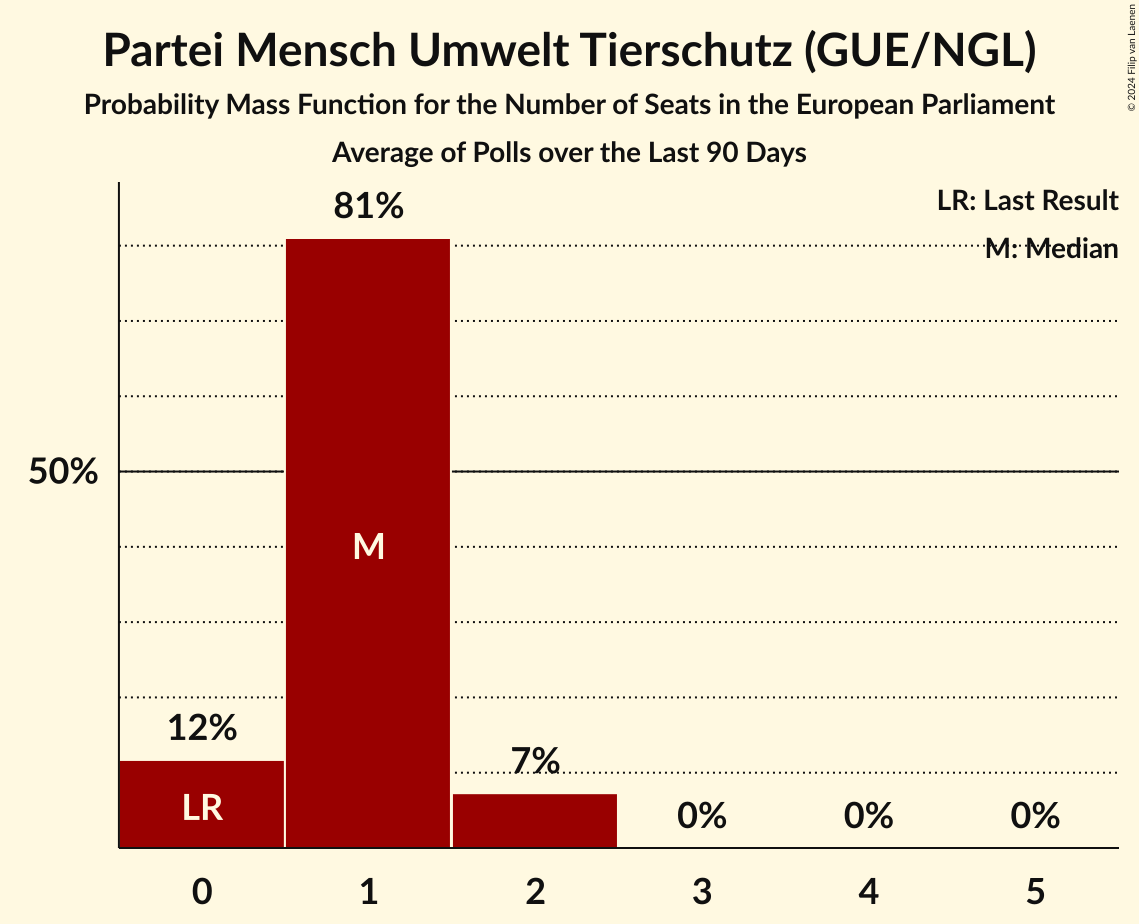 Partei Mensch Umwelt Tierschutz (GUE/NGL)
Probability Mass Function for the Number of Seats in the European Parliament
Average of Polls over the Last 90 Days
© 2024 Filip van Laenen
LR: Last Result
M: Median
81%
50%
M
12%
LR
7%
0%
0%
0%
0
1
2
3
4
5